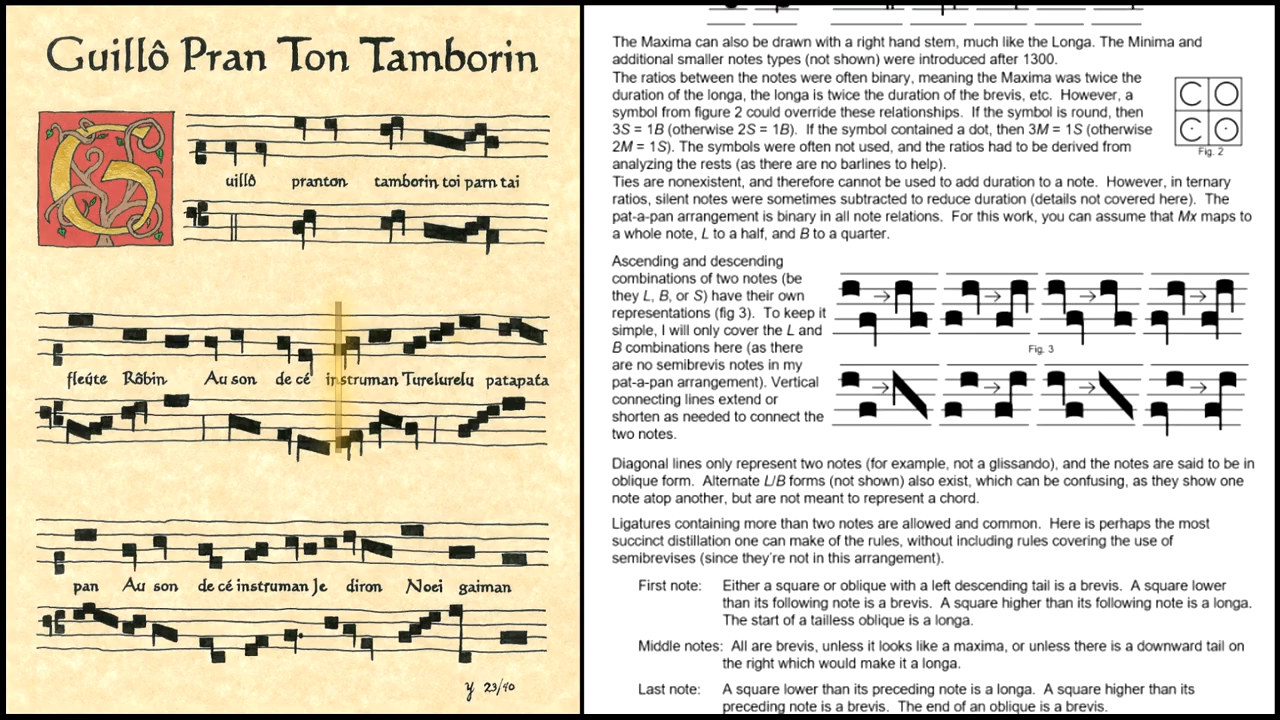 Guillô Pran Ton Tamborin
G
uillô pranton tamborin toi parn tai
fleúte Rôbin Au son de cé instruman Turelurelu patapata
pan Au son de cé instruman Je diron Noei gaiman
y 23/40
The Maxima can also be drawn with a right hand stem, much like the Longa. The Minima and
additional smaller notes types (not shown) were introduced after 1300.
The ratios between the notes were often binary, meaning the Maxima was twice the
duration of the longa, the longa is twice the duration of the brevis, etc. However, a
symbol from figure 2 could override these relationships. If the symbol is round, then
3S = 1B (otherwise 2S = 1B). If the symbol contained a dot, then 3M = 1S (otherwise
2M = 1S). The symbols were often not used, and the ratios had to be derived from
analyzing the rests (as there are no barlines to help).
Fig. 2
Ties are nonexistent, and therefore cannot be used to add duration to a note. However, in ternary
ratios, silent notes were sometimes subtracted to reduce duration (details not covered here). The
pat-a-pan arrangement is binary in all note relations. For this work, you can assume that Mx maps to
a whole note, L to a half, and B to a quarter.
Ascending and descending
combinations of two notes (be
they L, B, or S) have their own
representations (fig 3). To keep it
simple, I will only cover the L and
B combinations here (as there
are no semibrevis notes in my
pat-a-pan arrangement). Vertical
connecting lines extend or
shorten as needed to connect the
two notes.
Fig. 3
Diagonal lines only represent two notes (for example, not a glissando), and the notes are said to be in
oblique form. Alternate L/B forms (not shown) also exist, which can be confusing, as they show one
note atop another, but are not meant to represent a chord.
Ligatures containing more than two notes are allowed and common. Here is perhaps the most
succinct distillation one can make of the rules, without including rules covering the use of
semibrevises (since they're not in this arrangement).
First note: Either a square or oblique with a left descending tail is a brevis. A square lower
than its following note is a brevis. A square higher than its following note is a longa.
The start of a tailless oblique is a longa.
Middle notes: All are brevis, unless it looks like a maxima, or unless there is a downward tail on
the right which would make it a longa.
Last note: A square lower than its preceding note is a longa. A square higher than its
preceding note is a brevis. The end of an oblique is a brevis.